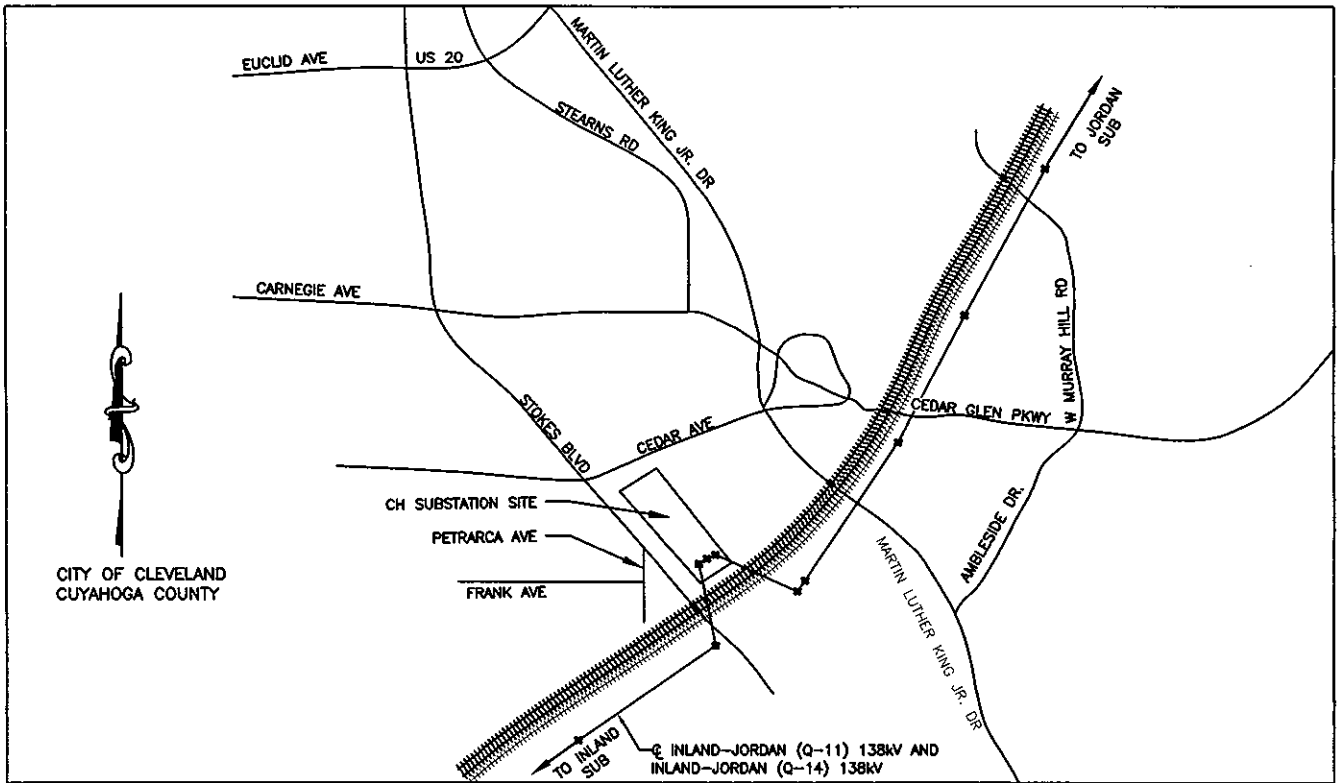 EUCLID AVE
US 20
MARTIN LUTHER KING JR. DR
STEARNS RD
TO JORDAN
SUB
CARNEGIE AVE
W MURRAY HILL RD
STOKES BLVD
CEDAR AVE
CEDAR GLEN PKWY
CH SUBSTATION SITE
PETRARCA AVE
FRANK AVE
AMBLESIDE DR.
MARTIN LUTHER KING JR. DR
CITY OF CLEVELAND
CUYAHOGA COUNTY
TO INLAND
SUB
℄ INLAND-JORDAN (Q-11) 138kV AND
INLAND-JORDAN (Q-14) 138kV